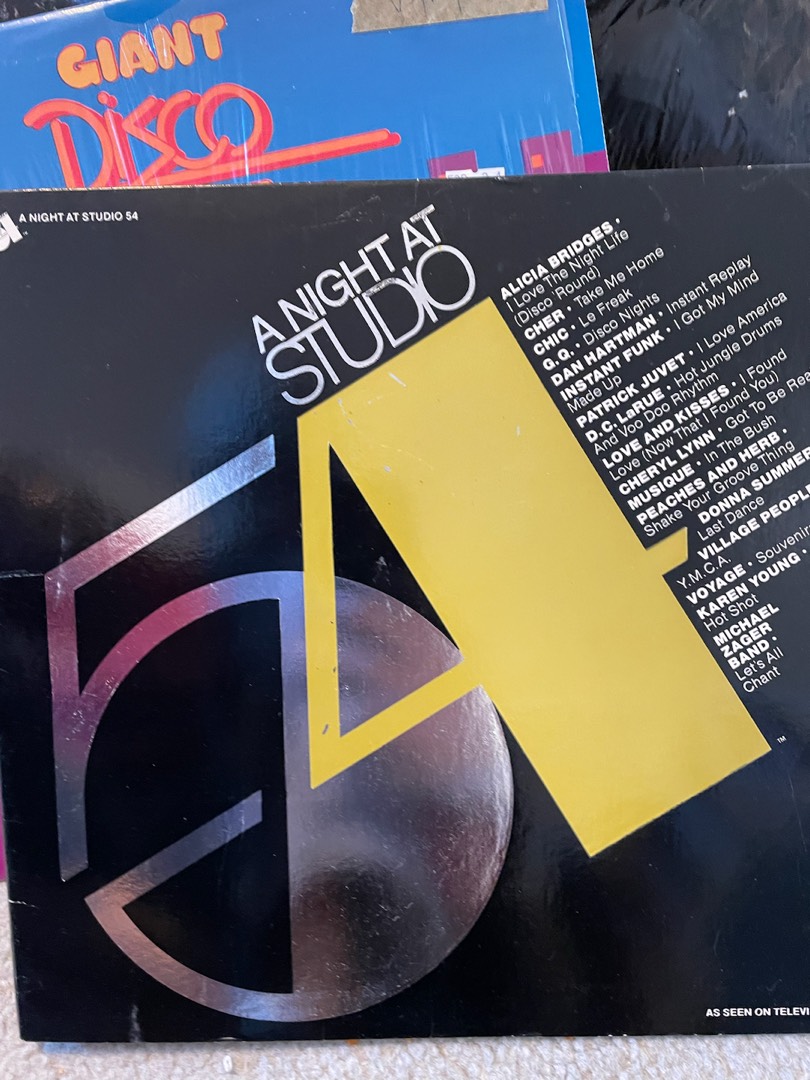 GIANT
Disco
A NIGHT AT STUDIO 54
A NIGHT AT
STUDIO
54
ALICIA BRIDGES •
I Love The Night Life
(Disco 'Round)
CHER • Take Me Home
CHIC • Le Freak
G.Q. • Disco Nights
DAN HARTMAN • Instant Replay
INSTANT FUNK • I Got My Mind
Made Up
PATRICK JUVET • I Love America
D.C. LaRUE • Hot Jungle Drums
And Voo Doo Rhythm
LOVE AND KISSES • I Found
Love (Now That I Found You)
CHERYL LYNN • Got To Be Rea
MUSIQUE • In The Bush
PEACHES AND HERB •
Shake Your Groove Thing
DONNA SUMMER
Last Dance
VILLAGE PEOPLE
Y.M.C.A.
VOYAGE • Souvenirs
KAREN YOUNG •
Hot Shot
MICHAEL
ZAGER
BAND •
Let's All
Chant
TM
AS SEEN ON TELEVI